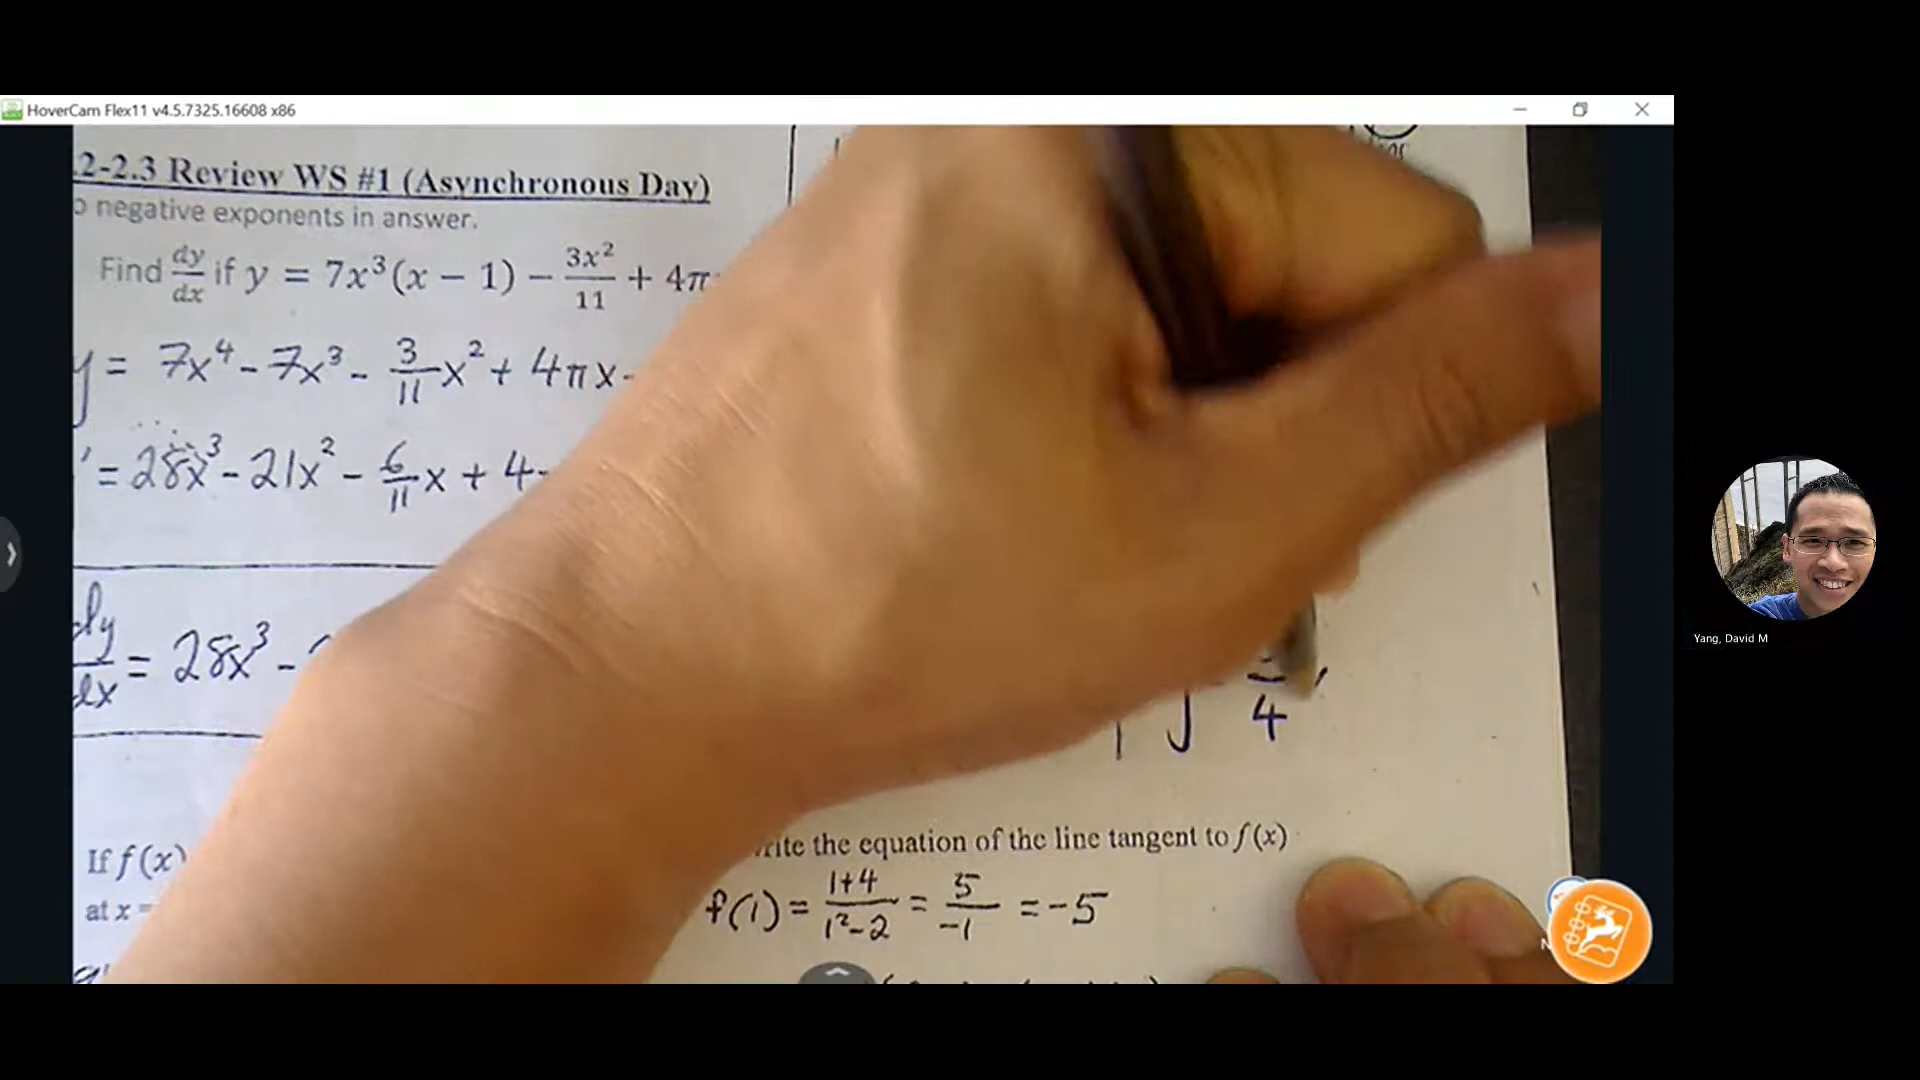 HoverCam Flex11 v4.5.7325.16608 x86
.2-2.3 Review WS #1 (Asynchronous Day)
negative exponents in answer.
Find dy/dx if y = 7x³(x − 1) − 3x²/11 + 4π
y = 7x⁴ - 7x³ - 3/11 x² + 4πx -
' = 28x³ - 21x² - 6/11 x + 4
dy/dx = 28x³ -
4
If f(x)
at x =
the equation of the line tangent to f(x)
f(1) = 1+4/1²-2 = 5/-1 = -5
Yang, David M